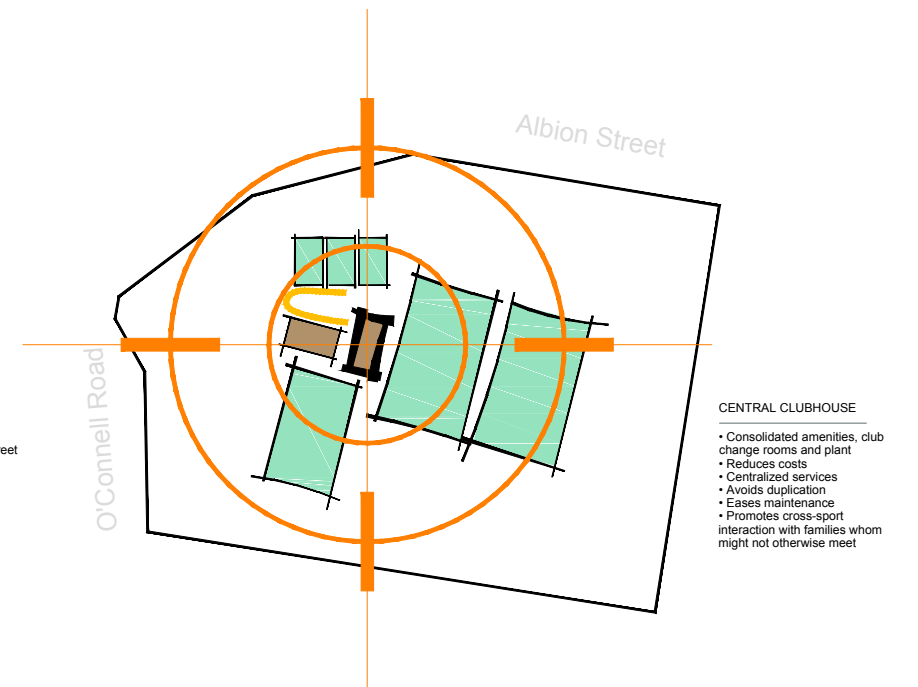 Albion Street
O'Connell Road
reet
CENTRAL CLUBHOUSE
• Consolidated amenities, club
change rooms and plant
• Reduces costs
• Centralized services
• Avoids duplication
• Eases maintenance
• Promotes cross-sport
interaction with families whom
might not otherwise meet